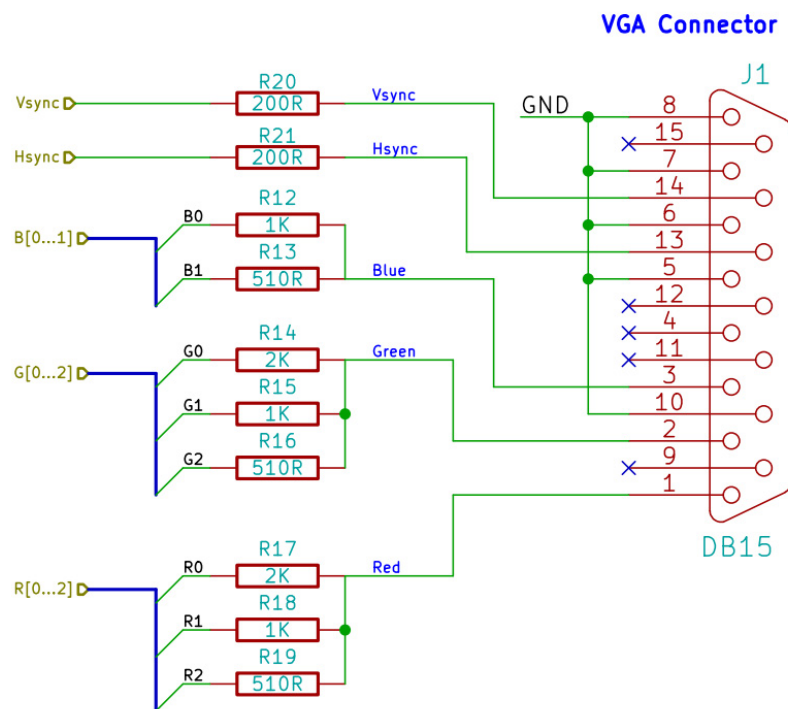 VGA Connector
J1
R20
Vsync
200R
Vsync
GND
8
R21
15
Hsync
200R
Hsync
7
R12
14
B0
1K
6
B[0...1]
R13
13
B1
510R
Blue
5
12
R14
4
G0
2K
Green
11
G[0...2]
R15
3
G1
1K
10
R16
2
G2
510R
9
1
R17
DB15
R0
2K
Red
R[0...2]
R18
R1
1K
R19
R2
510R